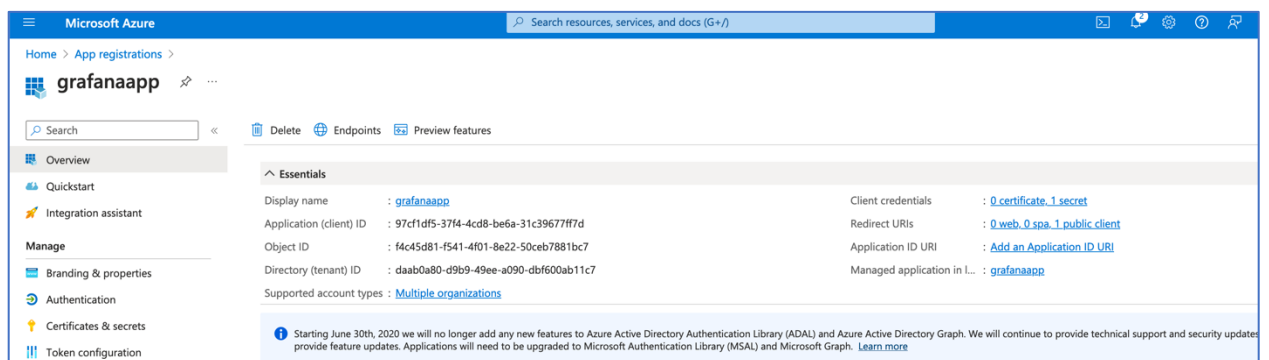 Microsoft Azure
Search resources, services, and docs (G+/)
2
Home > App registrations >
grafanaapp
...
Search
«
Delete
Endpoints
Preview features
Overview
Quickstart
Integration assistant
Manage
Branding & properties
Authentication
Certificates & secrets
Token configuration
Essentials
Display name : grafanaapp
Application (client) ID : 97cf1df5-37f4-4cd8-be6a-31c39677ff7d
Object ID : f4c45d81-f541-4f01-8e22-50ceb7881bc7
Directory (tenant) ID : daab0a80-d9b9-49ee-a090-dbf600ab11c7
Supported account types : Multiple organizations
Client credentials : 0 certificate, 1 secret
Redirect URIs : 0 web, 0 spa, 1 public client
Application ID URI : Add an Application ID URI
Managed application in l... : grafanaapp
Starting June 30th, 2020 we will no longer add any new features to Azure Active Directory Authentication Library (ADAL) and Azure Active Directory Graph. We will continue to provide technical support and security updates
provide feature updates. Applications will need to be upgraded to Microsoft Authentication Library (MSAL) and Microsoft Graph. Learn more